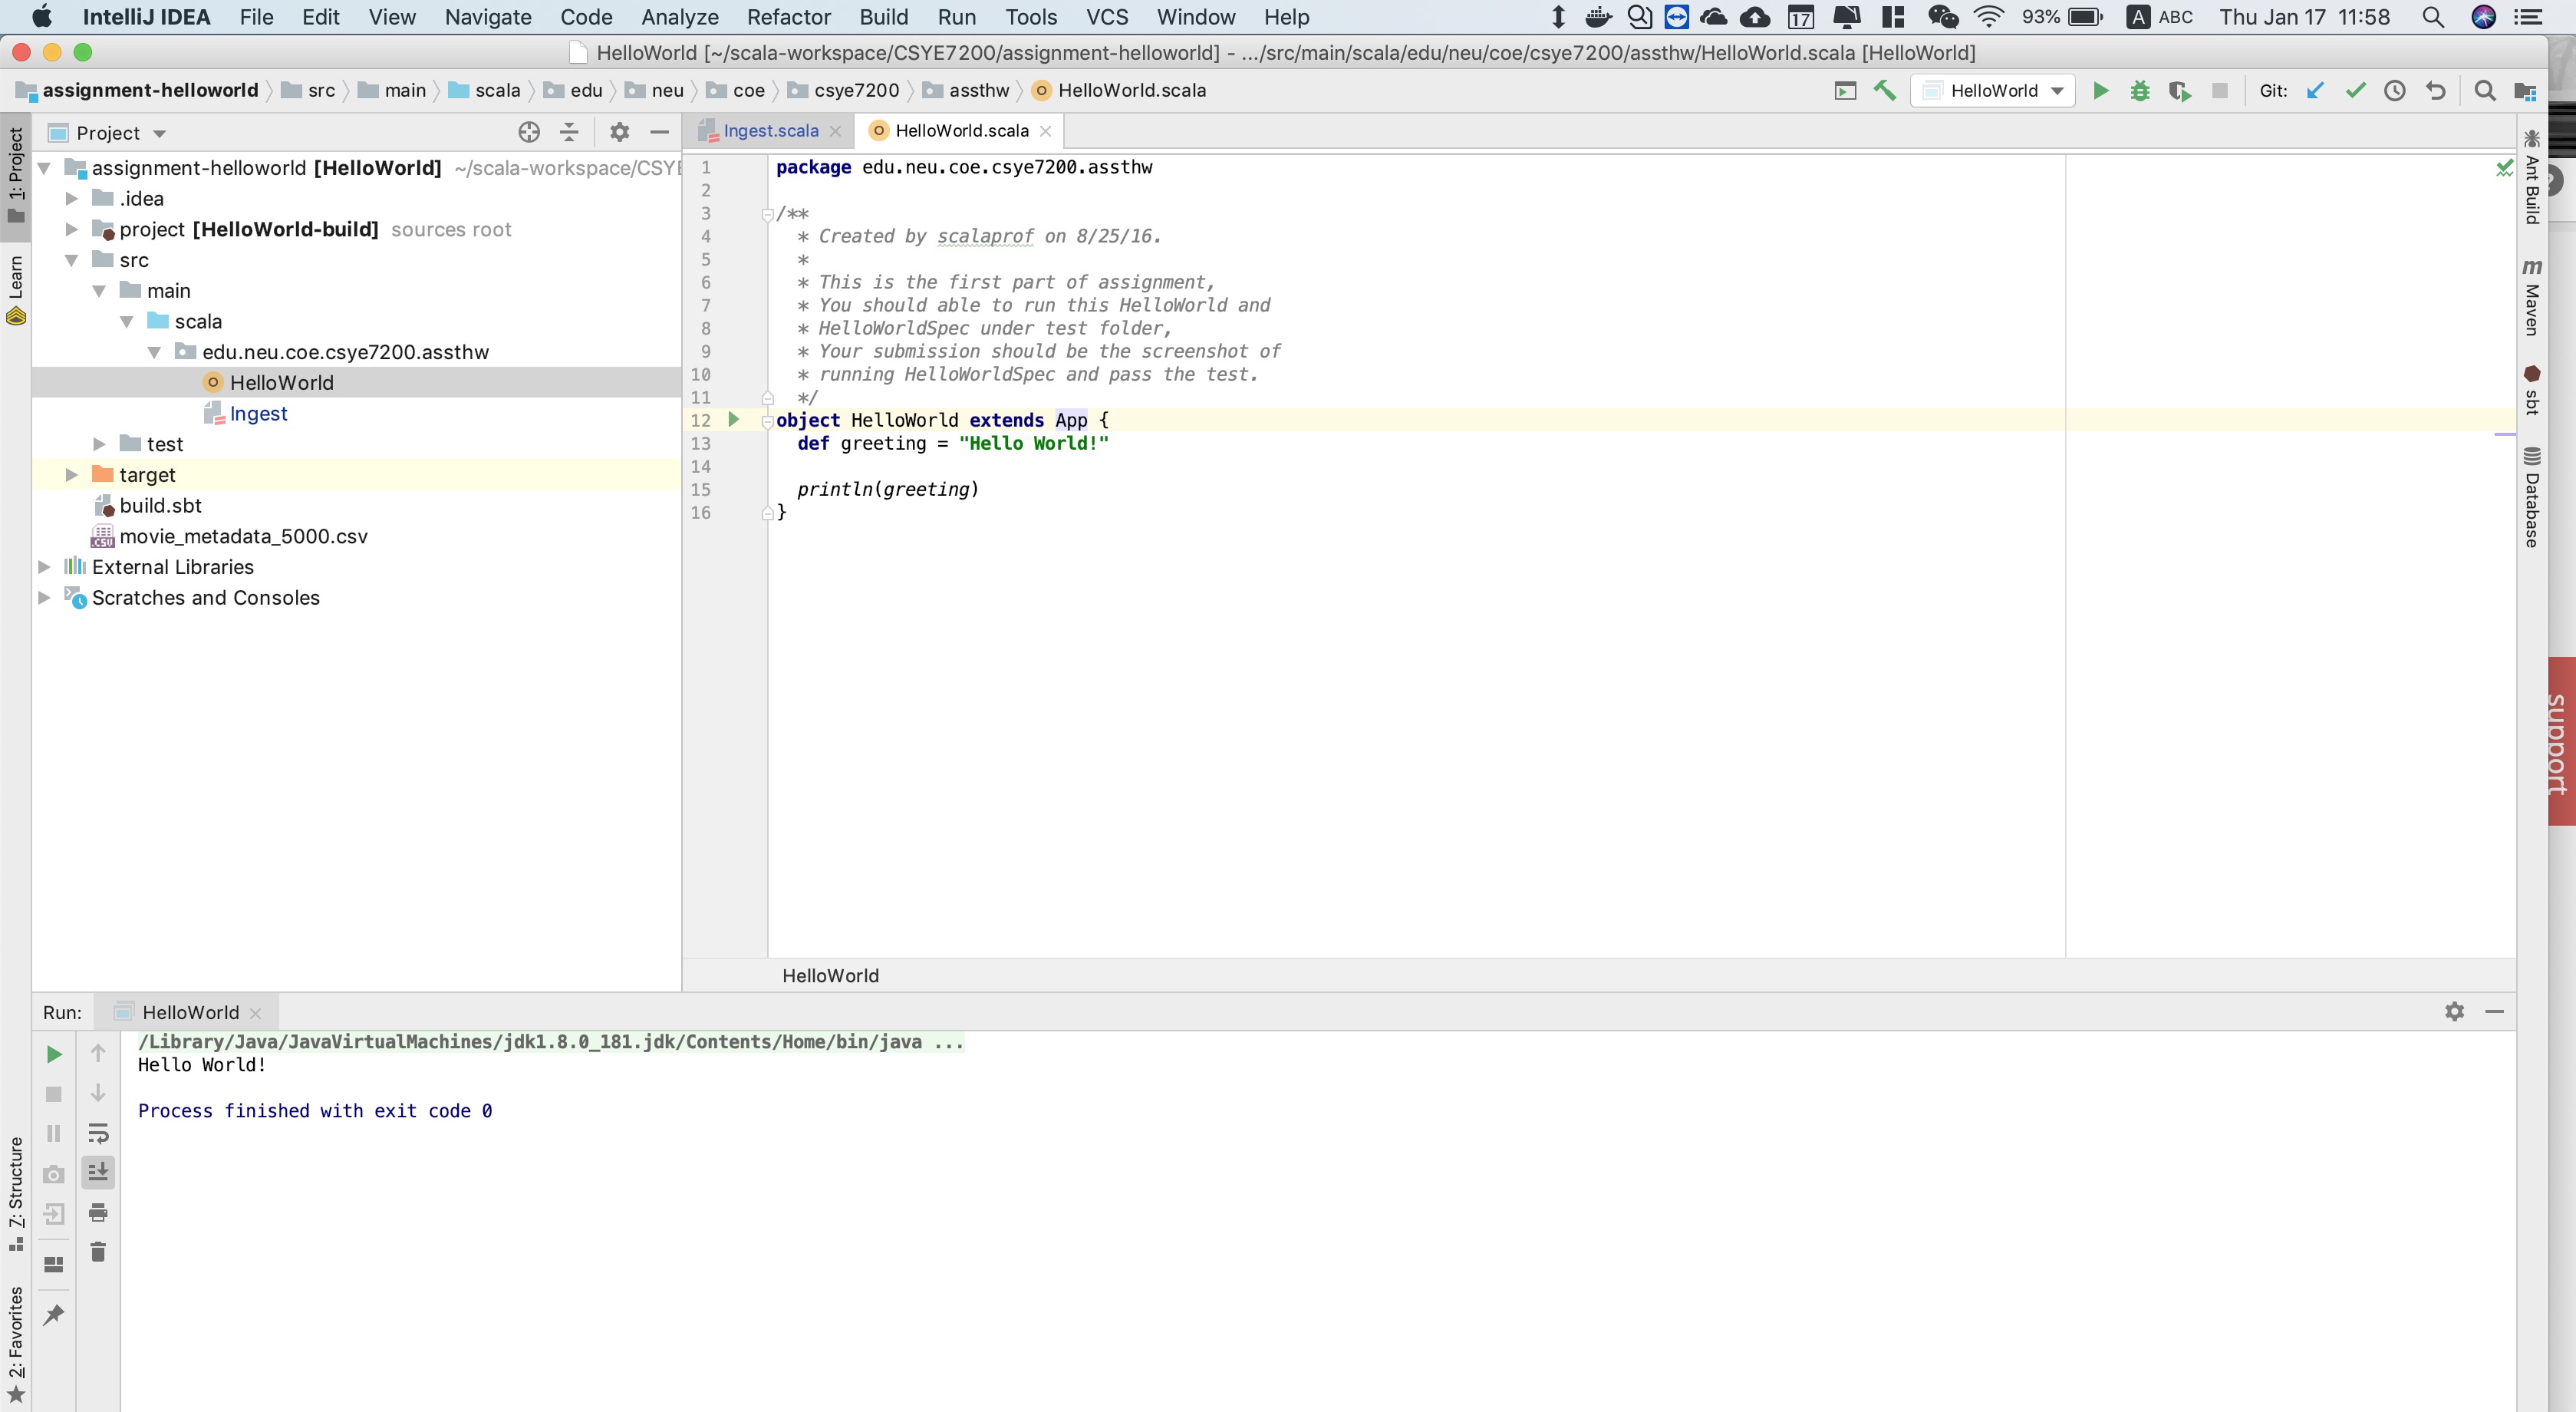 IntelliJ IDEA File Edit View Navigate Code Analyze Refactor Build Run Tools VCS Window Help 17 93% A ABC Thu Jan 17 11:58
HelloWorld [~/scala-workspace/CSYE7200/assignment-helloworld] - .../src/main/scala/edu/neu/coe/csye7200/assthw/HelloWorld.scala [HelloWorld]
assignment-helloworld src main scala edu neu coe csye7200 assthw HelloWorld.scala HelloWorld Git:
1: Project
Learn
7: Structure
2: Favorites
Project
assignment-helloworld [HelloWorld] ~/scala-workspace/CSYE
.idea
project [HelloWorld-build] sources root
src
main
scala
edu.neu.coe.csye7200.assthw
HelloWorld
Ingest
test
target
build.sbt
movie_metadata_5000.csv
External Libraries
Scratches and Consoles
Ingest.scala HelloWorld.scala
1 package edu.neu.coe.csye7200.assthw
2
3 /**
4 * Created by scalaprof on 8/25/16.
5 *
6 * This is the first part of assignment,
7 * You should able to run this HelloWorld and
8 * HelloWorldSpec under test folder,
9 * Your submission should be the screenshot of
10 * running HelloWorldSpec and pass the test.
11 */
12 object HelloWorld extends App {
13 def greeting = "Hello World!"
14
15 println(greeting)
16 }
HelloWorld
Ant Build
m Maven
sbt
Database
support
Run: HelloWorld
/Library/Java/JavaVirtualMachines/jdk1.8.0_181.jdk/Contents/Home/bin/java ...
Hello World!
Process finished with exit code 0